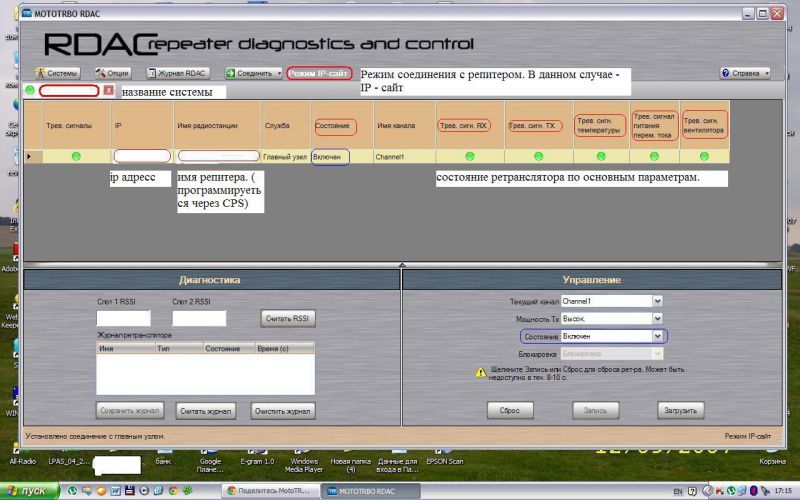 MOTOTRBO RDAC
RDAC repeater diagnostics and control
Системы
Опции
Журнал RDAC
Соединить
Режим IP-сайт
Справка
Режим соединения с репитером. В данном случае -
IP - сайт
название системы
Трев. сигналы
IP
Имя радиостанции
Служба
Состояние
Имя канала
Трев. сигн. RX
Трев. сигн. TX
Трев. сигн.
температуры
Трев. сигнал
питания
перем. тока
Трев. сигн.
вентилятора
Главный узел
Включен
Channel1
ip адресс
имя репитера. (
программируеть
ся через CPS)
состояние ретранслятора по основным параметрам.
Диагностика
Слот 1 RSSI
Слот 2 RSSI
Считать RSSI
Журнал ретранслятора
Имя
Тип
Состояние
Время (с)
Сохранить журнал
Считать журнал
Очистить журнал
Управление
Текущий канал
Channel1
Мощность Tx
Высок.
Состояние
Включен
Блокировка
Блокировка
Щелкните Запись или Сброс для сброса рет-ра. Может быть
недоступно в теч. 8-10 с.
Сброс
Запись
Загрузить
Установлено соединение с главным узлом.
Режим IP-сайт
All-Radio
LPAS_04_2...
банк
Google
Плане...
E-gram 1.0
Windows
Media Player
Новая папка
(4)
Данные для
входа в Па...
EPSON Scan
Корзина
пуск
Поделитесь MotoTR...
MOTOTRBO RDAC
EN
17:15